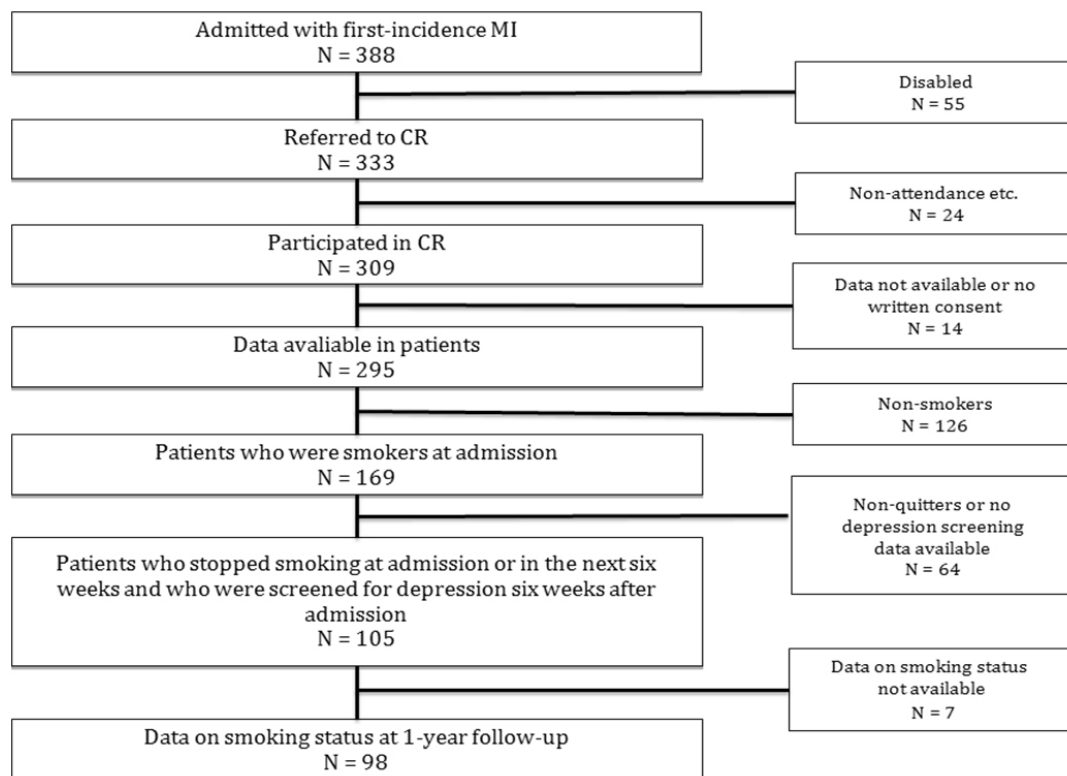 Admitted with first-incidence MI
N = 388
Disabled
N = 55
Referred to CR
N = 333
Non-attendance etc.
N = 24
Participated in CR
N = 309
Data not available or no
written consent
N = 14
Data avaliable in patients
N = 295
Non-smokers
N = 126
Patients who were smokers at admission
N = 169
Non-quitters or no
depression screening
data available
N = 64
Patients who stopped smoking at admission or in the next six
weeks and who were screened for depression six weeks after
admission
N = 105
Data on smoking status
not available
N = 7
Data on smoking status at 1-year follow-up
N = 98